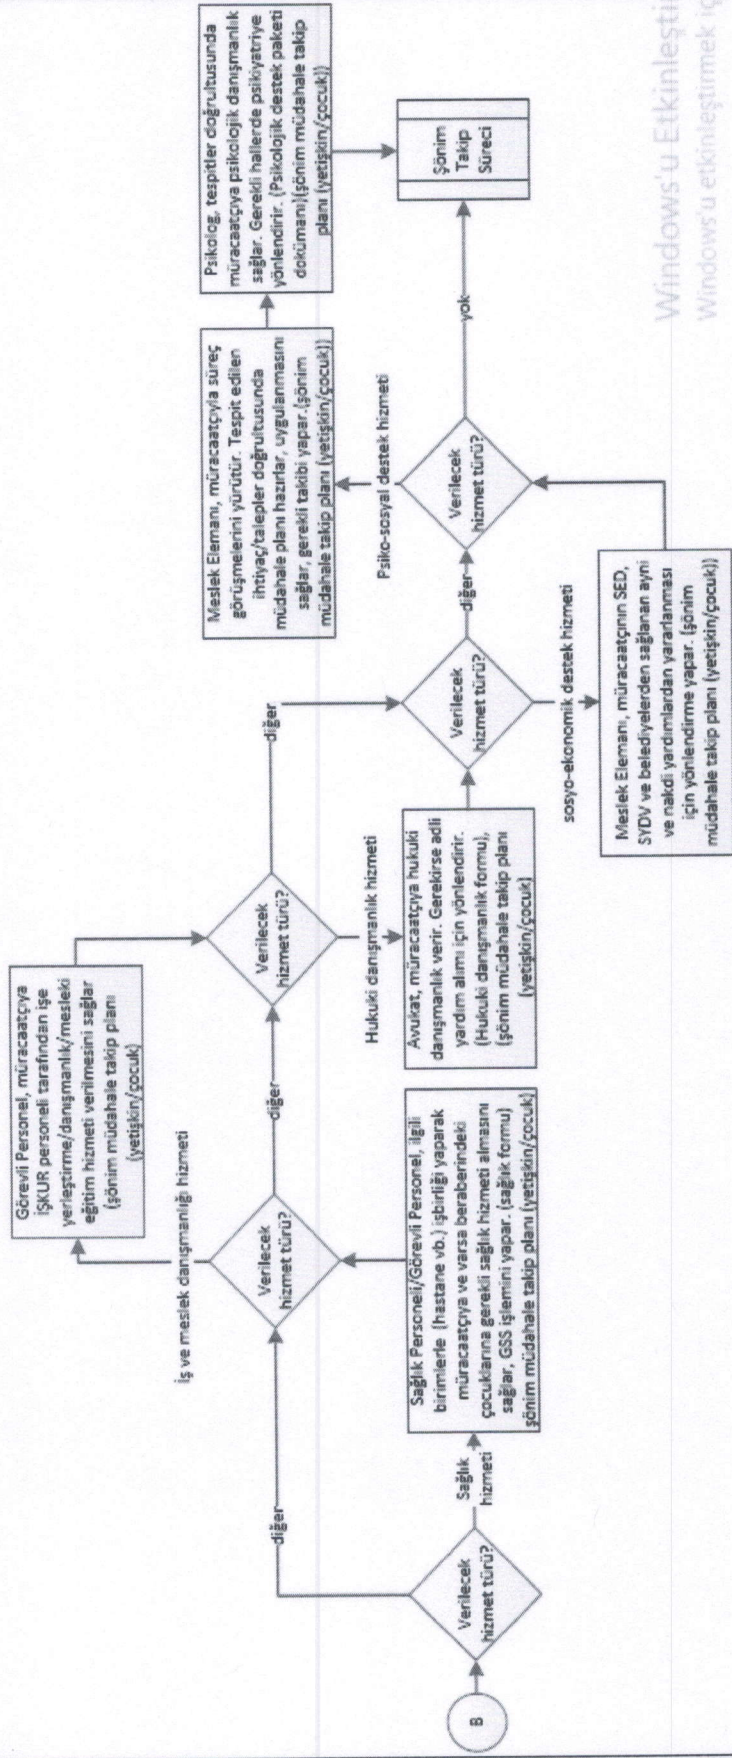 B
Verilecek
hizmet türü?
diğer
Sağlık
hizmeti
Sağlık Personeli/Görevli Personel, ilgili
birimlerle (hastane vb.) işbirliği yaparak
müracaatçıya ve varsa beraberindeki
çocuklarına gerekli sağlık hizmeti almasını
sağlar, GSS işlemini yapar. (sağlık formu)
şönim müdahale takip planı (yetişkin/çocuk)
Verilecek
hizmet türü?
İş ve meslek danışmanlığı hizmeti
Görevli Personel, müracaatçıya
İŞKUR personeli tarafından işe
yerleştirme/danışmanlık/mesleki
eğitim hizmeti verilmesini sağlar
(şönim müdahale takip planı
(yetişkin/çocuk)
diğer
Verilecek
hizmet türü?
Hukuki danışmanlık hizmeti
Avukat, müracaatçıya hukuki
danışmanlık verir. Gerekirse adli
yardım alımı için yönlendirir.
(Hukuki danışmanlık formu),
(şönim müdahale takip planı
(yetişkin/çocuk)
diğer
Verilecek
hizmet türü?
sosyo-ekonomik destek hizmeti
Meslek Elemanı, müracaatçının SED,
SYDV ve belediyelerden sağlanan ayni
ve nakdi yardımlardan yararlanması
için yönlendirme yapar. (şönim
müdahale takip planı (yetişkin/çocuk))
diğer
Verilecek
hizmet türü?
Psiko-sosyal destek hizmeti
Meslek Elemanı, müracaatçıyla süreç
görüşmelerini yürütür. Tespit edilen
ihtiyaç/talepler doğrultusunda
müdahale planı hazırlar, uygulanmasını
sağlar, gerekli takibi yapar.(şönim
müdahale takip planı (yetişkin/çocuk))
Psikolog, tespitler doğrultusunda
müracaatçıya psikolojik danışmanlık
sağlar. Gerekli hallerde psikiyatriye
yönlendirir. (Psikolojik destek paketi
dokümanı)(şönim müdahale takip
planı (yetişkin/çocuk))
yok
Şönim
Takip
Süreci
Windows'u Etkinleştir
Windows'u etkinleştirmek iç